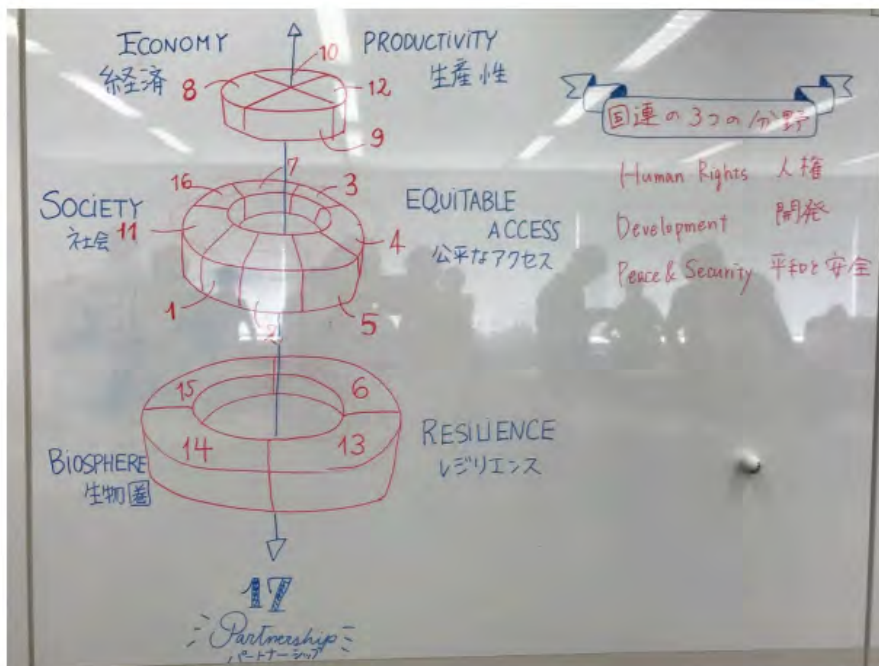 ECONOMY
経済
PRODUCTIVITY
生産性
10
8
12
9
国連の3つの分野
Human Rights 人権
Development 開発
Peace & Security 平和と安全
7
16
3
SOCIETY
社会
11
EQUITABLE
ACCESS
公平なアクセス
4
1
2
5
15
6
14
13
BIOSPHERE
生物圏
RESILIENCE
レジリエンス
17
Partnership
パートナーシップ